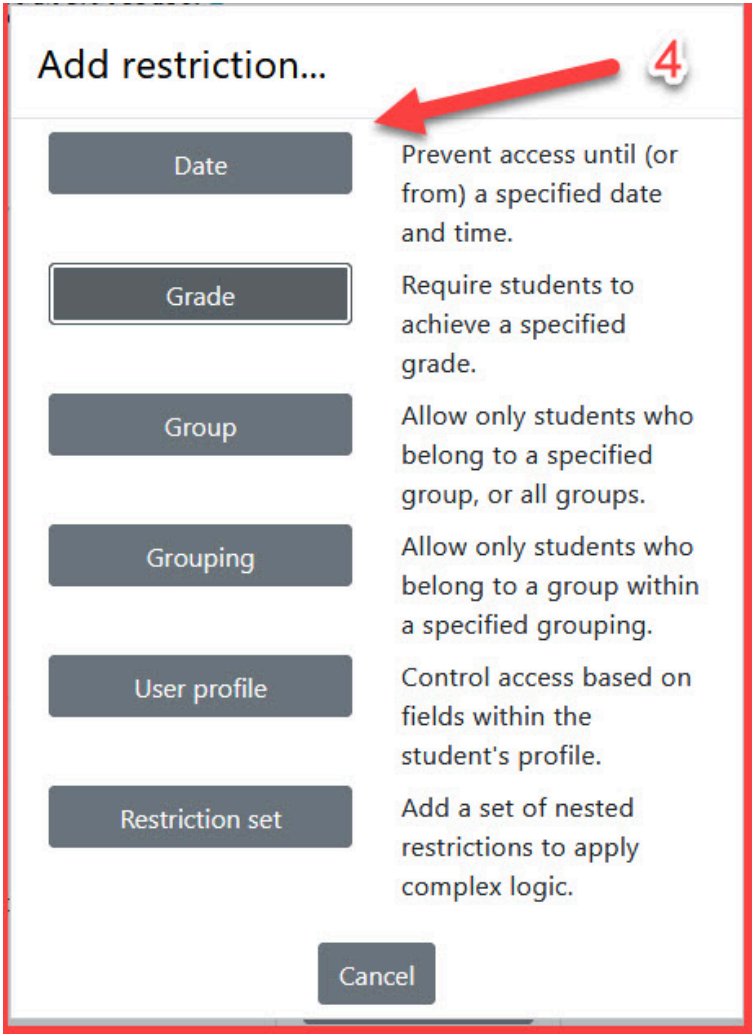 Add restriction...
4
Date
Prevent access until (or
from) a specified date
and time.
Grade
Require students to
achieve a specified
grade.
Group
Allow only students who
belong to a specified
group, or all groups.
Grouping
Allow only students who
belong to a group within
a specified grouping.
User profile
Control access based on
fields within the
student's profile.
Restriction set
Add a set of nested
restrictions to apply
complex logic.
Cancel